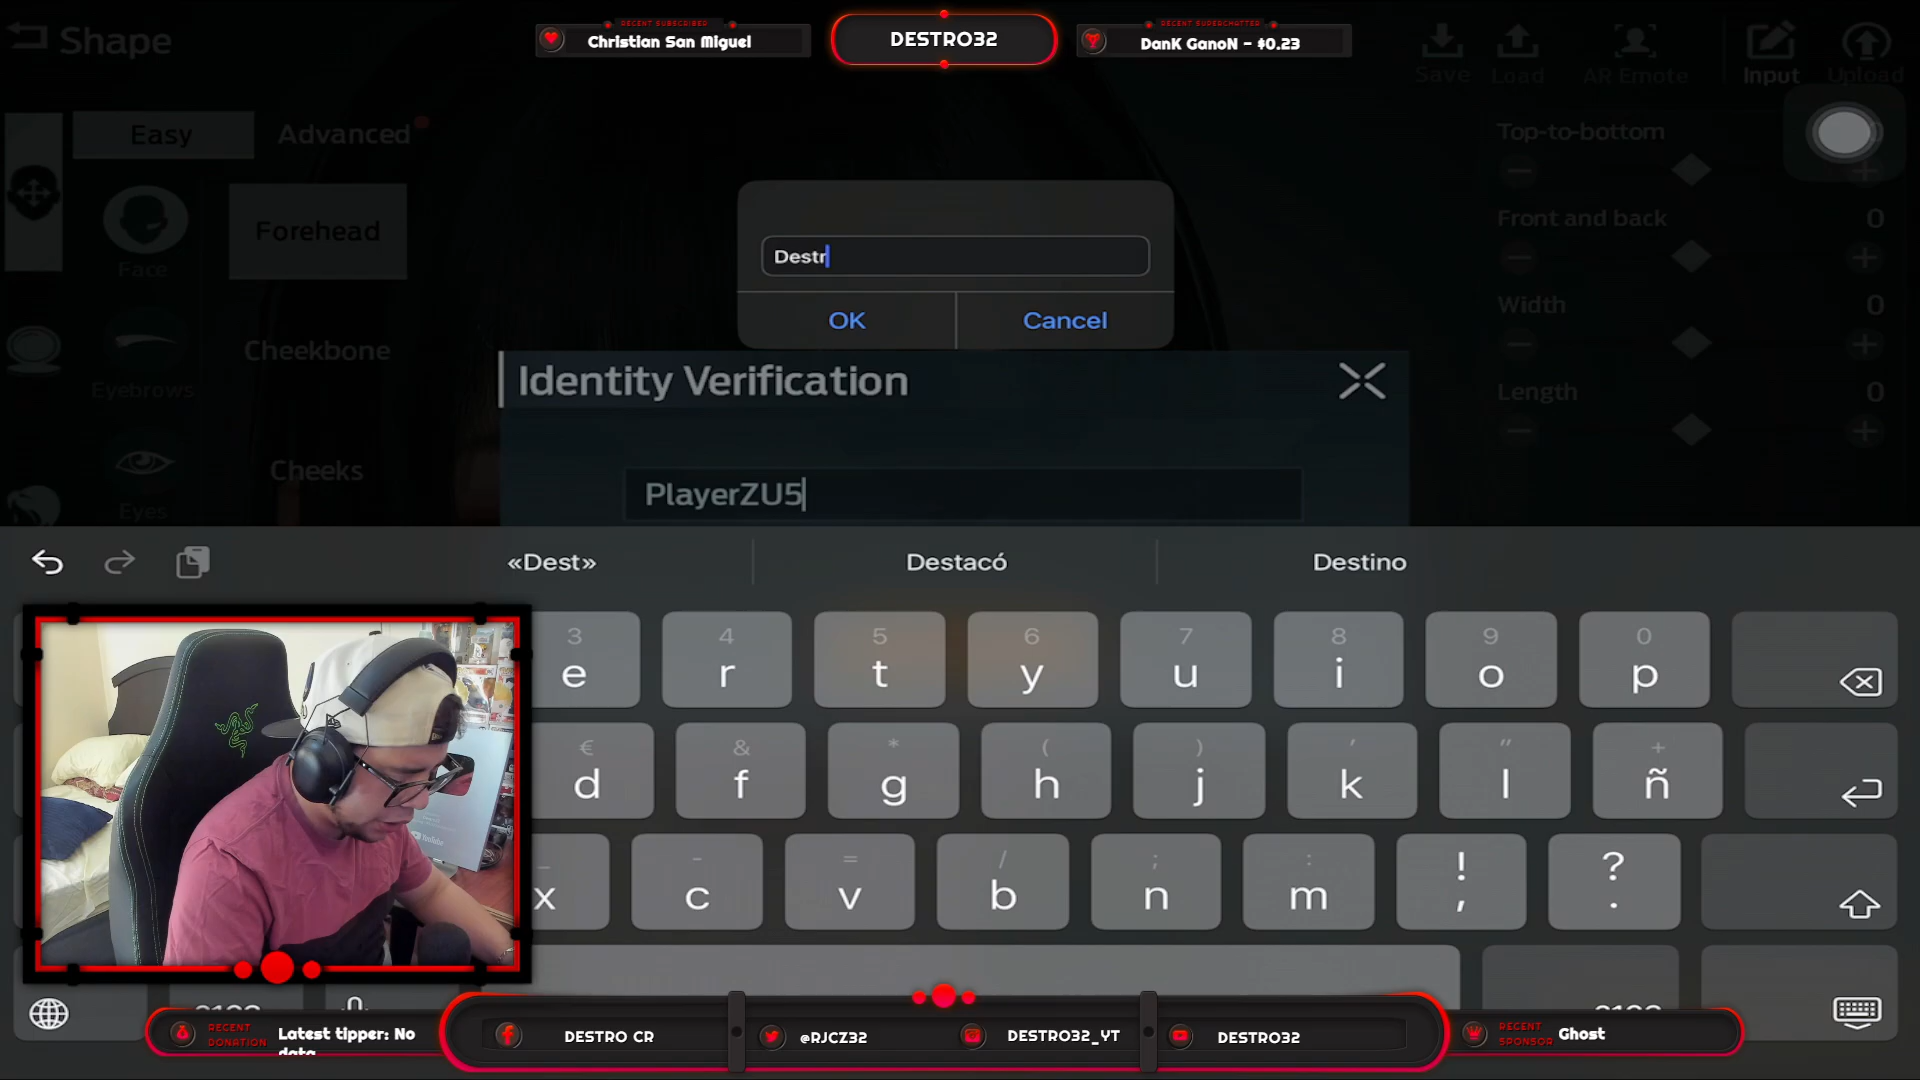 Shape
RECENT SUBSCRIBED
Christian San Miguel
DESTRO32
RECENT SUPERCHATTER
DanK GanoN - $0.23
Save
Load
AR Emote
Input
Upload
Easy
Advanced
Top-to-bottom
Face
Forehead
Front and back
0
Destr
Width
0
OK
Cancel
Eyebrows
Cheekbone
Identity Verification
Length
0
Eyes
Cheeks
PlayerZU5
«Dest»
Destacó
Destino
3 4 5 6 7 8 9 0
e r t y u i o p
€ & * ( ) ' " +
d f g h j k l ñ
_ - = / ; : ! ?
x c v b n m , .
YouTube
RECENT
DONATION
Latest tipper: No
data
DESTRO CR
@RJCZ32
DESTRO32_YT
DESTRO32
RECENT
SPONSOR
Ghost